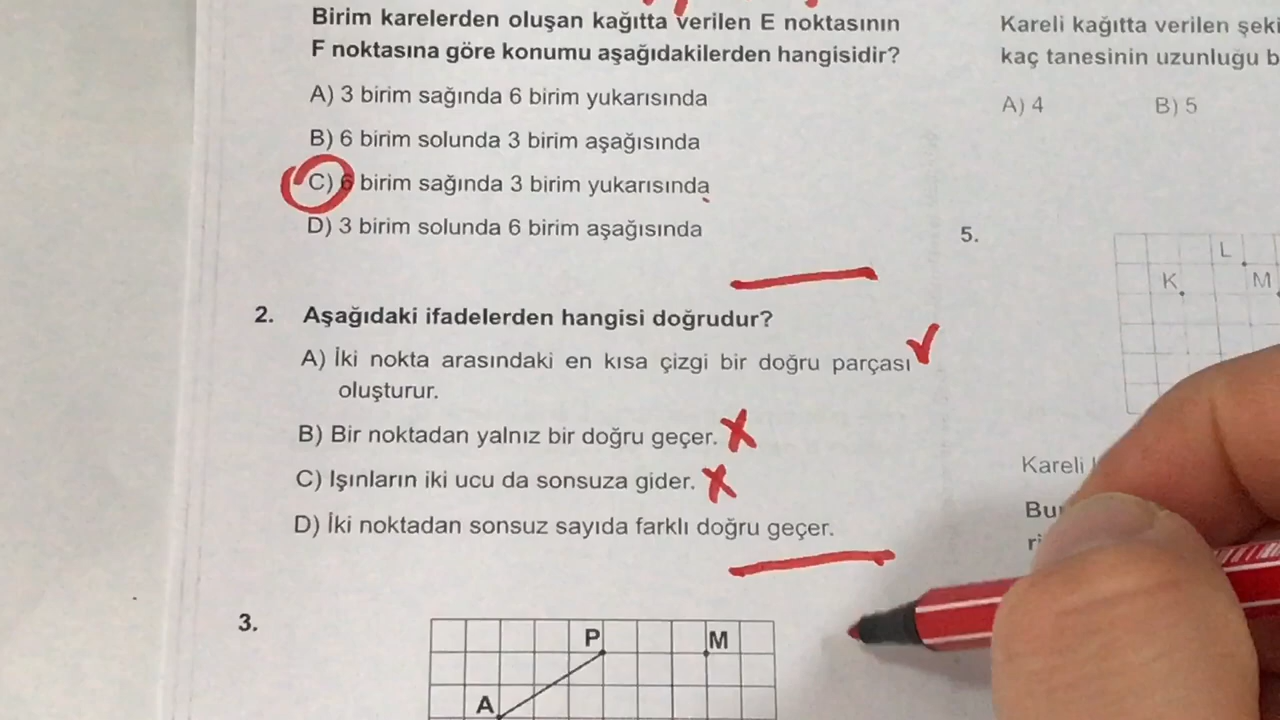 Birim karelerden oluşan kağıtta verilen E noktasının
F noktasına göre konumu aşağıdakilerden hangisidir?
A) 3 birim sağında 6 birim yukarısında
B) 6 birim solunda 3 birim aşağısında
C) 6 birim sağında 3 birim yukarısında
D) 3 birim solunda 6 birim aşağısında
2. Aşağıdaki ifadelerden hangisi doğrudur?
A) İki nokta arasındaki en kısa çizgi bir doğru parçası
oluşturur.
B) Bir noktadan yalnız bir doğru geçer.
C) Işınların iki ucu da sonsuza gider.
D) İki noktadan sonsuz sayıda farklı doğru geçer.
3.
P
M
A
Kareli kağıtta verilen şeki
kaç tanesinin uzunluğu b
A) 4 B) 5
5.
L
K
M
Kareli